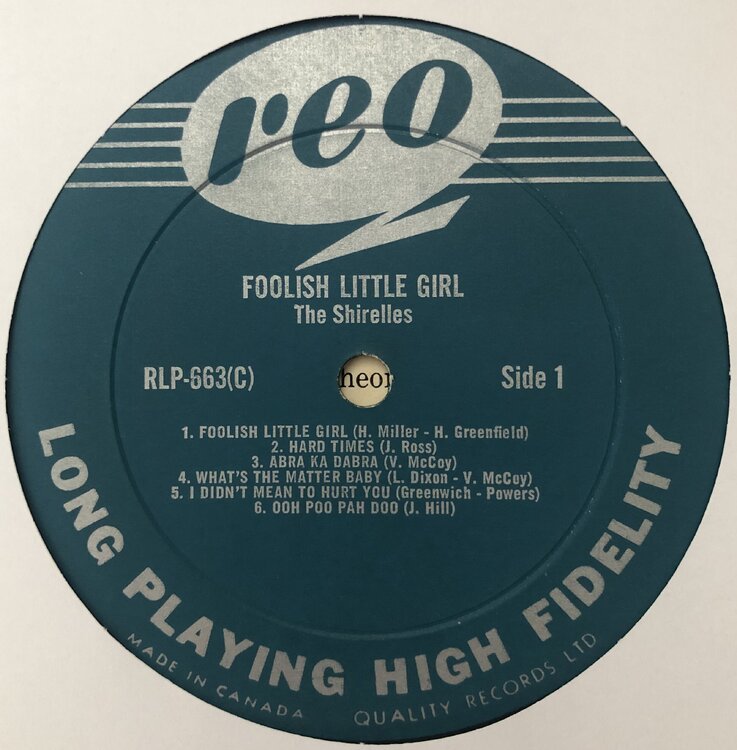 reo
FOOLISH LITTLE GIRL
The Shirelles
RLP-663(C)
Side 1
1. FOOLISH LITTLE GIRL (H. Miller - H. Greenfield)
2. HARD TIMES (J. Ross)
3. ABRA KA DABRA (V. McCoy)
4. WHAT'S THE MATTER BABY (L. Dixon - V. McCoy)
5. I DIDN'T MEAN TO HURT YOU (Greenwich - Powers)
6. OOH POO PAH DOO (J. Hill)
LONG PLAYING HIGH FIDELITY
MADE IN CANADA
QUALITY RECORDS LTD